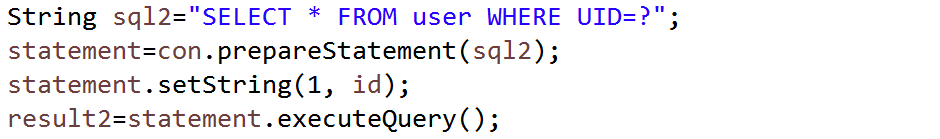 String sql2="SELECT * FROM user WHERE UID=?";
statement=con.prepareStatement(sql2);
statement.setString(1, id);
result2=statement.executeQuery();